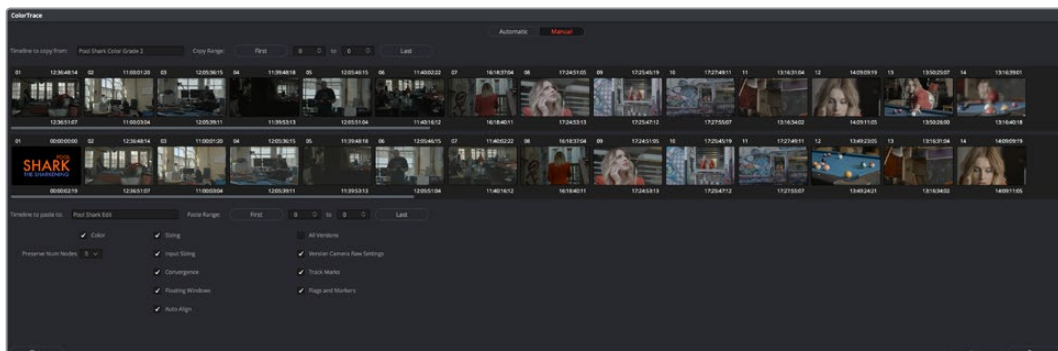 ColorTrace
Automatic Manual
Timeline to copy from: Pool Shark Color Grade 2 Copy Range: First 0 to 0 Last
01 12:36:48:14 02 11:00:01:20 03 12:05:36:15 04 11:39:48:18 05 12:05:46:15 06 11:40:02:22 07 16:18:37:04 08 17:24:51:05 09 17:25:45:19 10 17:27:49:11 11 13:16:31:04 12 14:09:09:19 13 13:50:25:07 14 13:16:39:01
12:36:51:07 11:00:03:04 12:05:39:11 11:39:53:13 12:05:51:04 11:40:16:12 16:18:40:11 17:24:53:13 17:25:47:12 17:27:55:07 13:16:34:02 14:09:11:05 13:50:26:00 13:16:40:18
01 00:00:00:00 02 12:36:48:14 03 11:00:01:20 04 12:05:36:15 05 11:39:48:18 06 12:05:46:15 07 11:40:02:22 08 16:18:37:04 09 17:24:51:05 10 17:25:45:19 11 17:27:49:11 12 13:49:23:05 13 13:16:31:04 14 14:09:09:19
POOL
SHARK
THE SHARKENING
00:00:02:19 12:36:51:07 11:00:03:04 12:05:39:11 11:39:53:13 12:05:51:04 11:40:16:12 16:18:40:11 17:24:53:13 17:25:47:12 17:27:55:07 13:49:24:21 13:16:34:02 14:09:11:05
Timeline to paste to: Pool Shark Edit Paste Range: First 0 to 0 Last
Color Sizing All Versions
Preserve Num Nodes Input Sizing Version Camera Raw Settings
Convergence Track Marks
Floating Windows Flags and Markers
Auto-Align